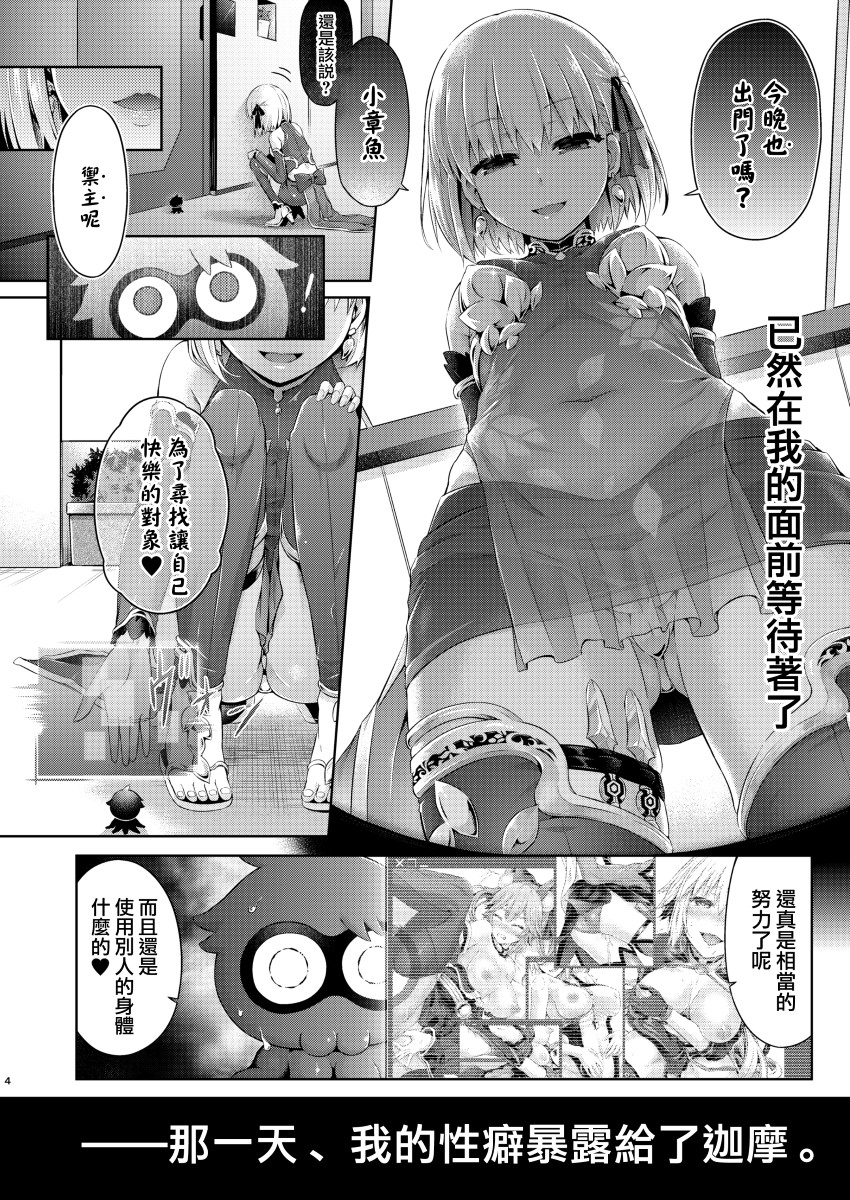 今晚也
出門了嗎？
已然在我的面前等待著了
小章魚
還是該説？
禦主呢
！
為了尋找讓自己
快樂的對象♥
還真是相當的
努力了呢
而且還是
使用別人的身體
什麼的♥
——那一天、我的性癖暴露給了迦摩。
4